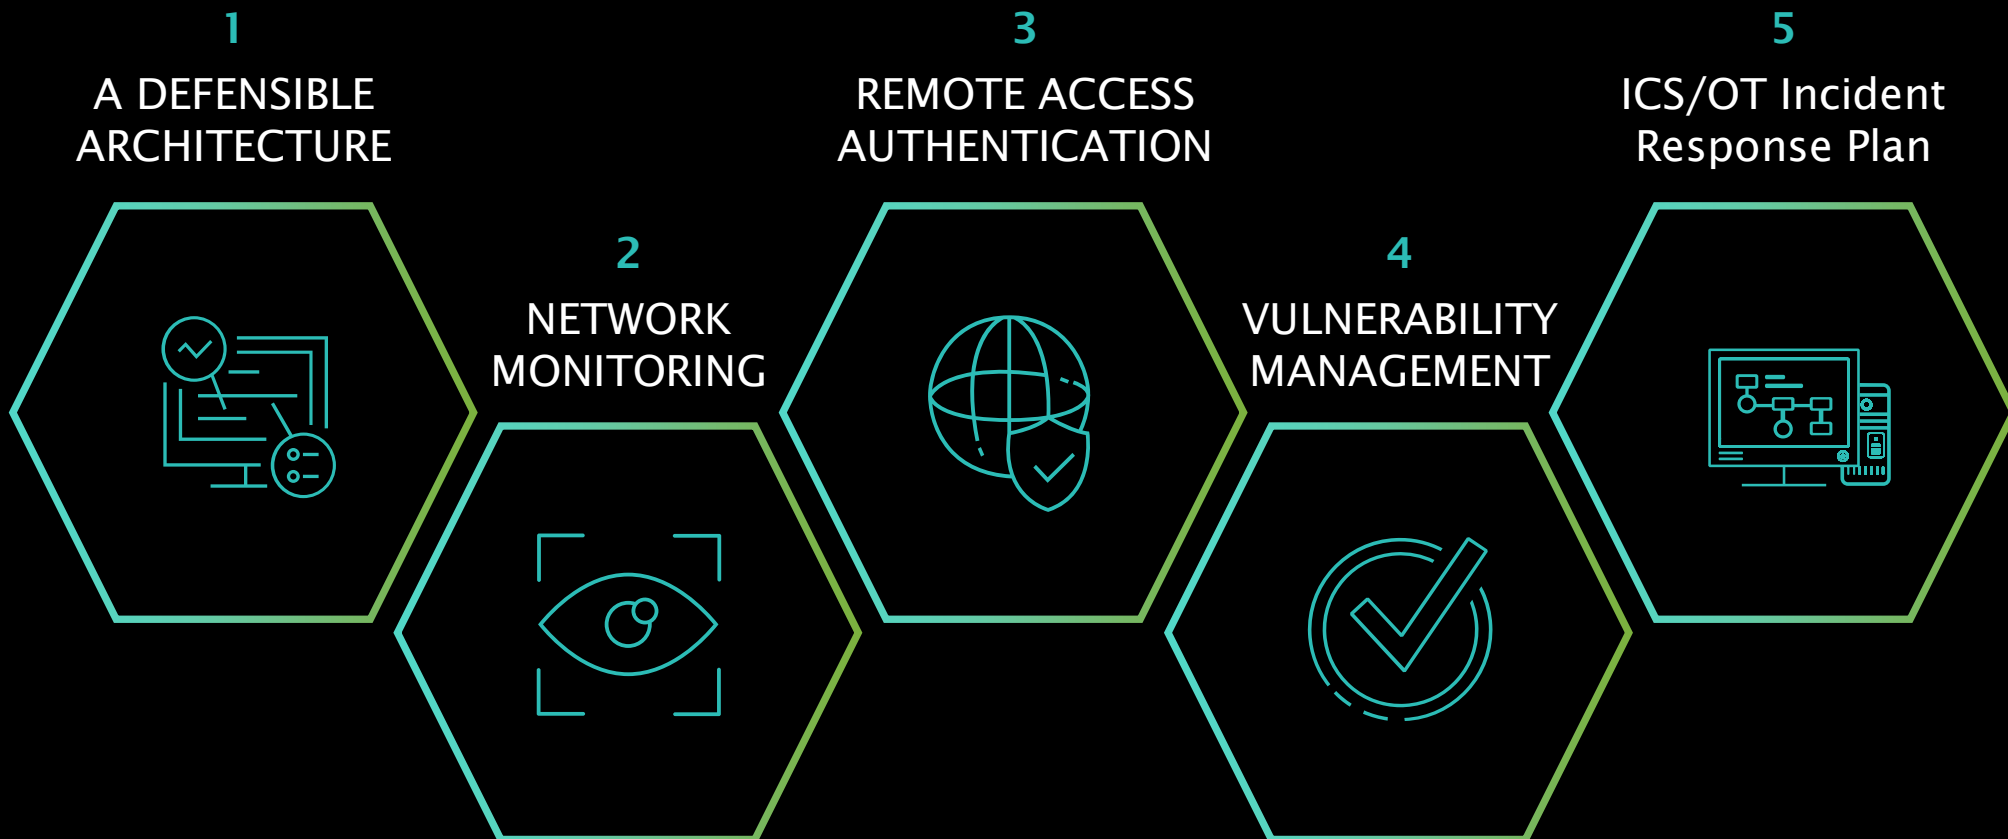 1
A DEFENSIBLE
ARCHITECTURE
2
NETWORK
MONITORING
3
REMOTE ACCESS
AUTHENTICATION
4
VULNERABILITY
MANAGEMENT
5
ICS/OT Incident
Response Plan